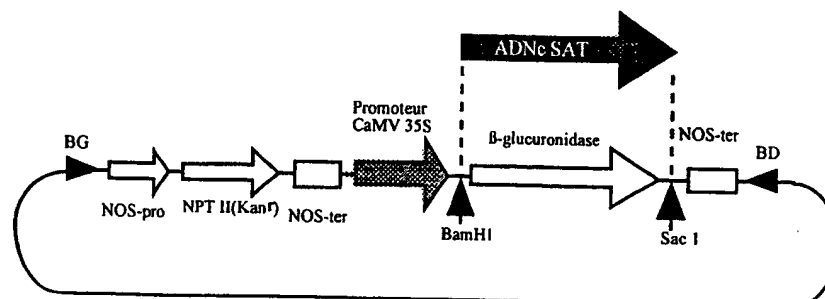 ADNc SAT
Promoteur
CaMV 35S
BG
β-glucuronidase
NOS-ter
BD
NOS-pro
NPT II(Kanr)
NOS-ter
BamH1
Sac 1